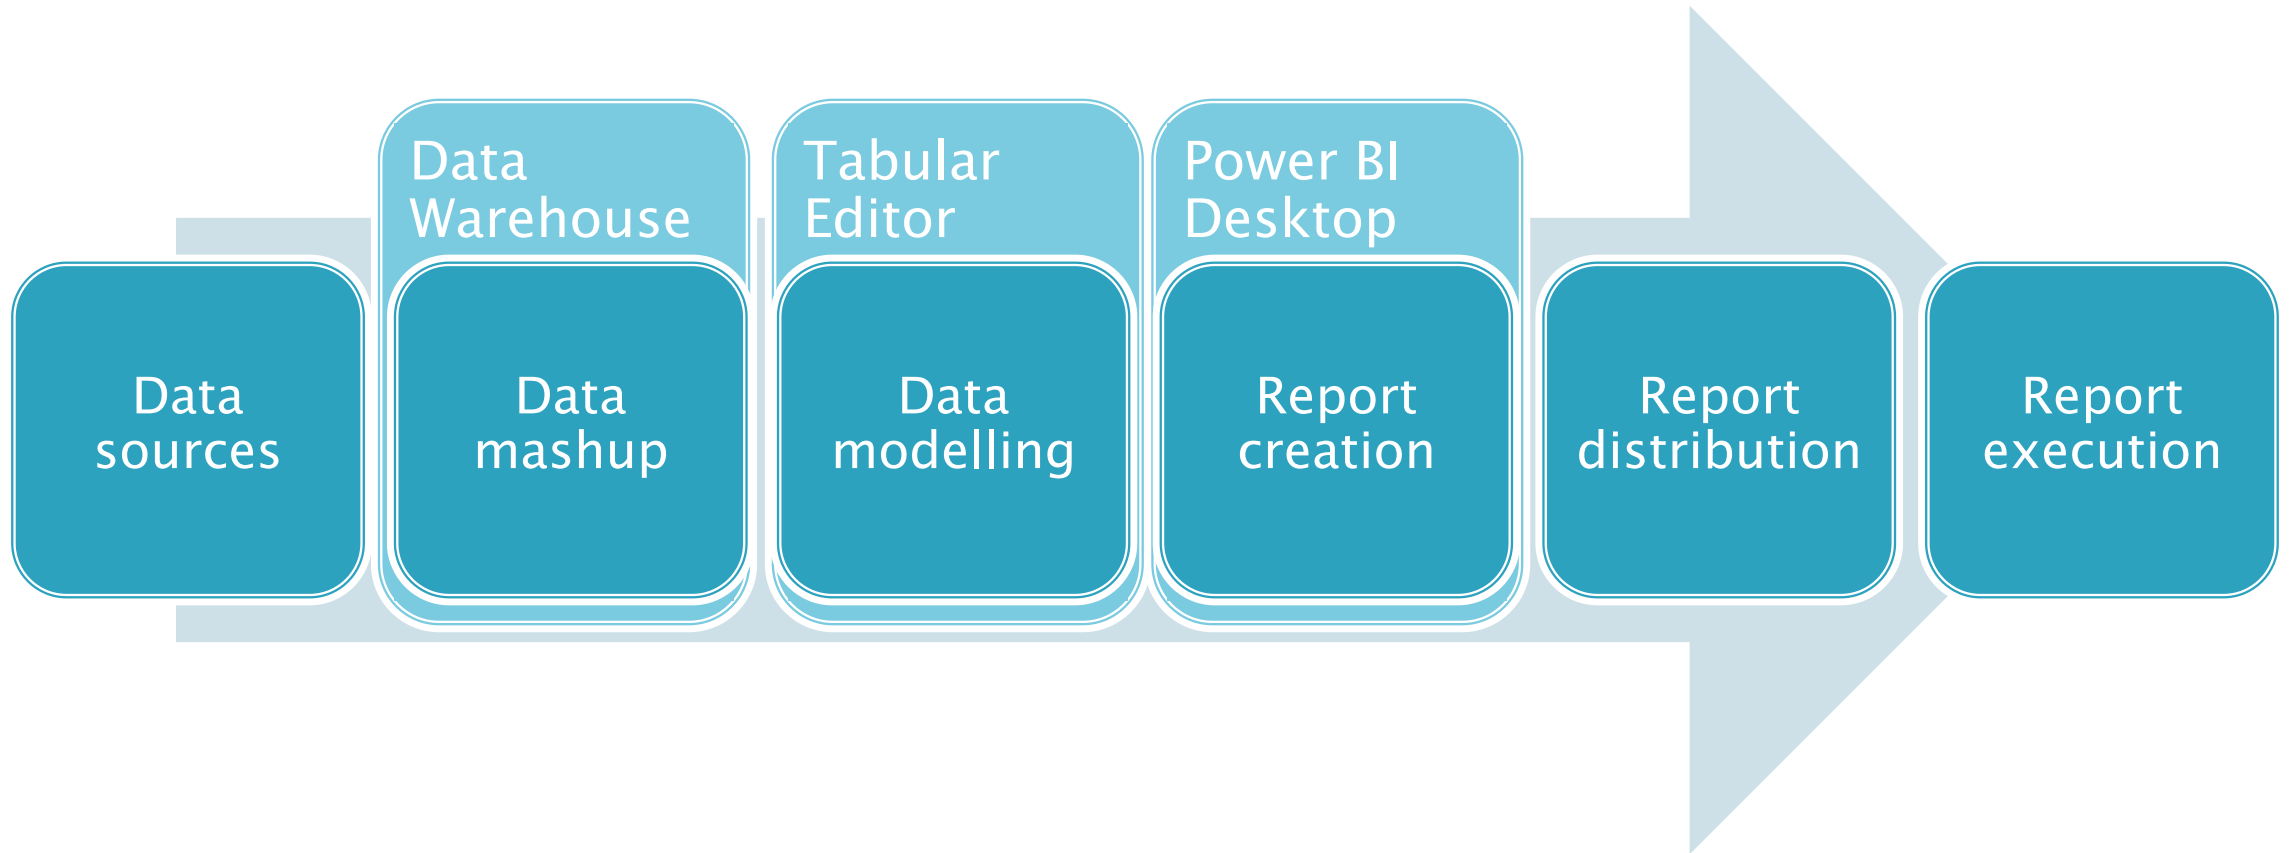 Data
Warehouse
Tabular
Editor
Power BI
Desktop
Data
sources
Data
mashup
Data
modelling
Report
creation
Report
distribution
Report
execution